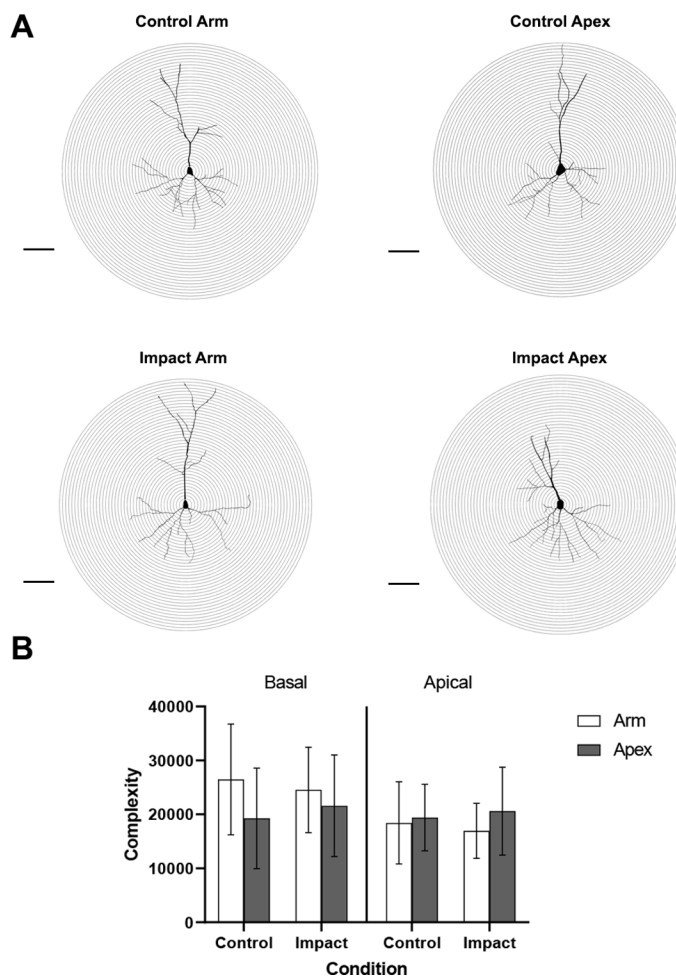 A
Control Arm
Control Apex
Impact Arm
Impact Apex
B
Basal
Apical
40000
30000
20000
10000
0
Complexity
Arm
Apex
Control
Impact
Control
Impact
Condition